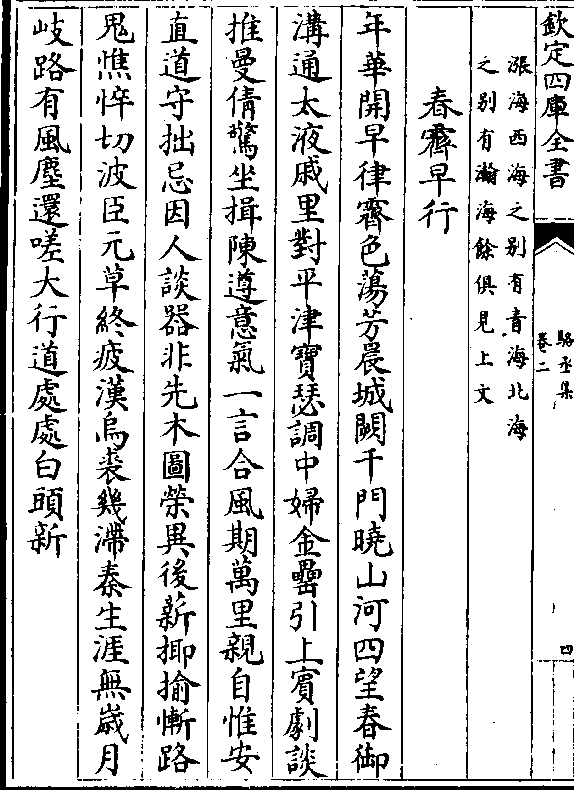 欽定四庫全書
駱丞集
卷二
四
漲海西海之别有青海北海
之别有瀚海餘俱見上文
春霽早行
年華開早律霽色蕩芳晨城闕千門曉山河四望春御
溝通太液戚里對平津寳瑟調中婦金罍引上賔劇談
推曼倩驚坐揖陳遵意氣一言合風期萬里親自惟安
直道守拙忌因人談器非先木圖榮異後薪揶揄慚路
鬼憔悴切波臣元草終疲漢烏裘幾滯秦生涯無歳月
岐路有風塵還嗟大行道處處白頭新